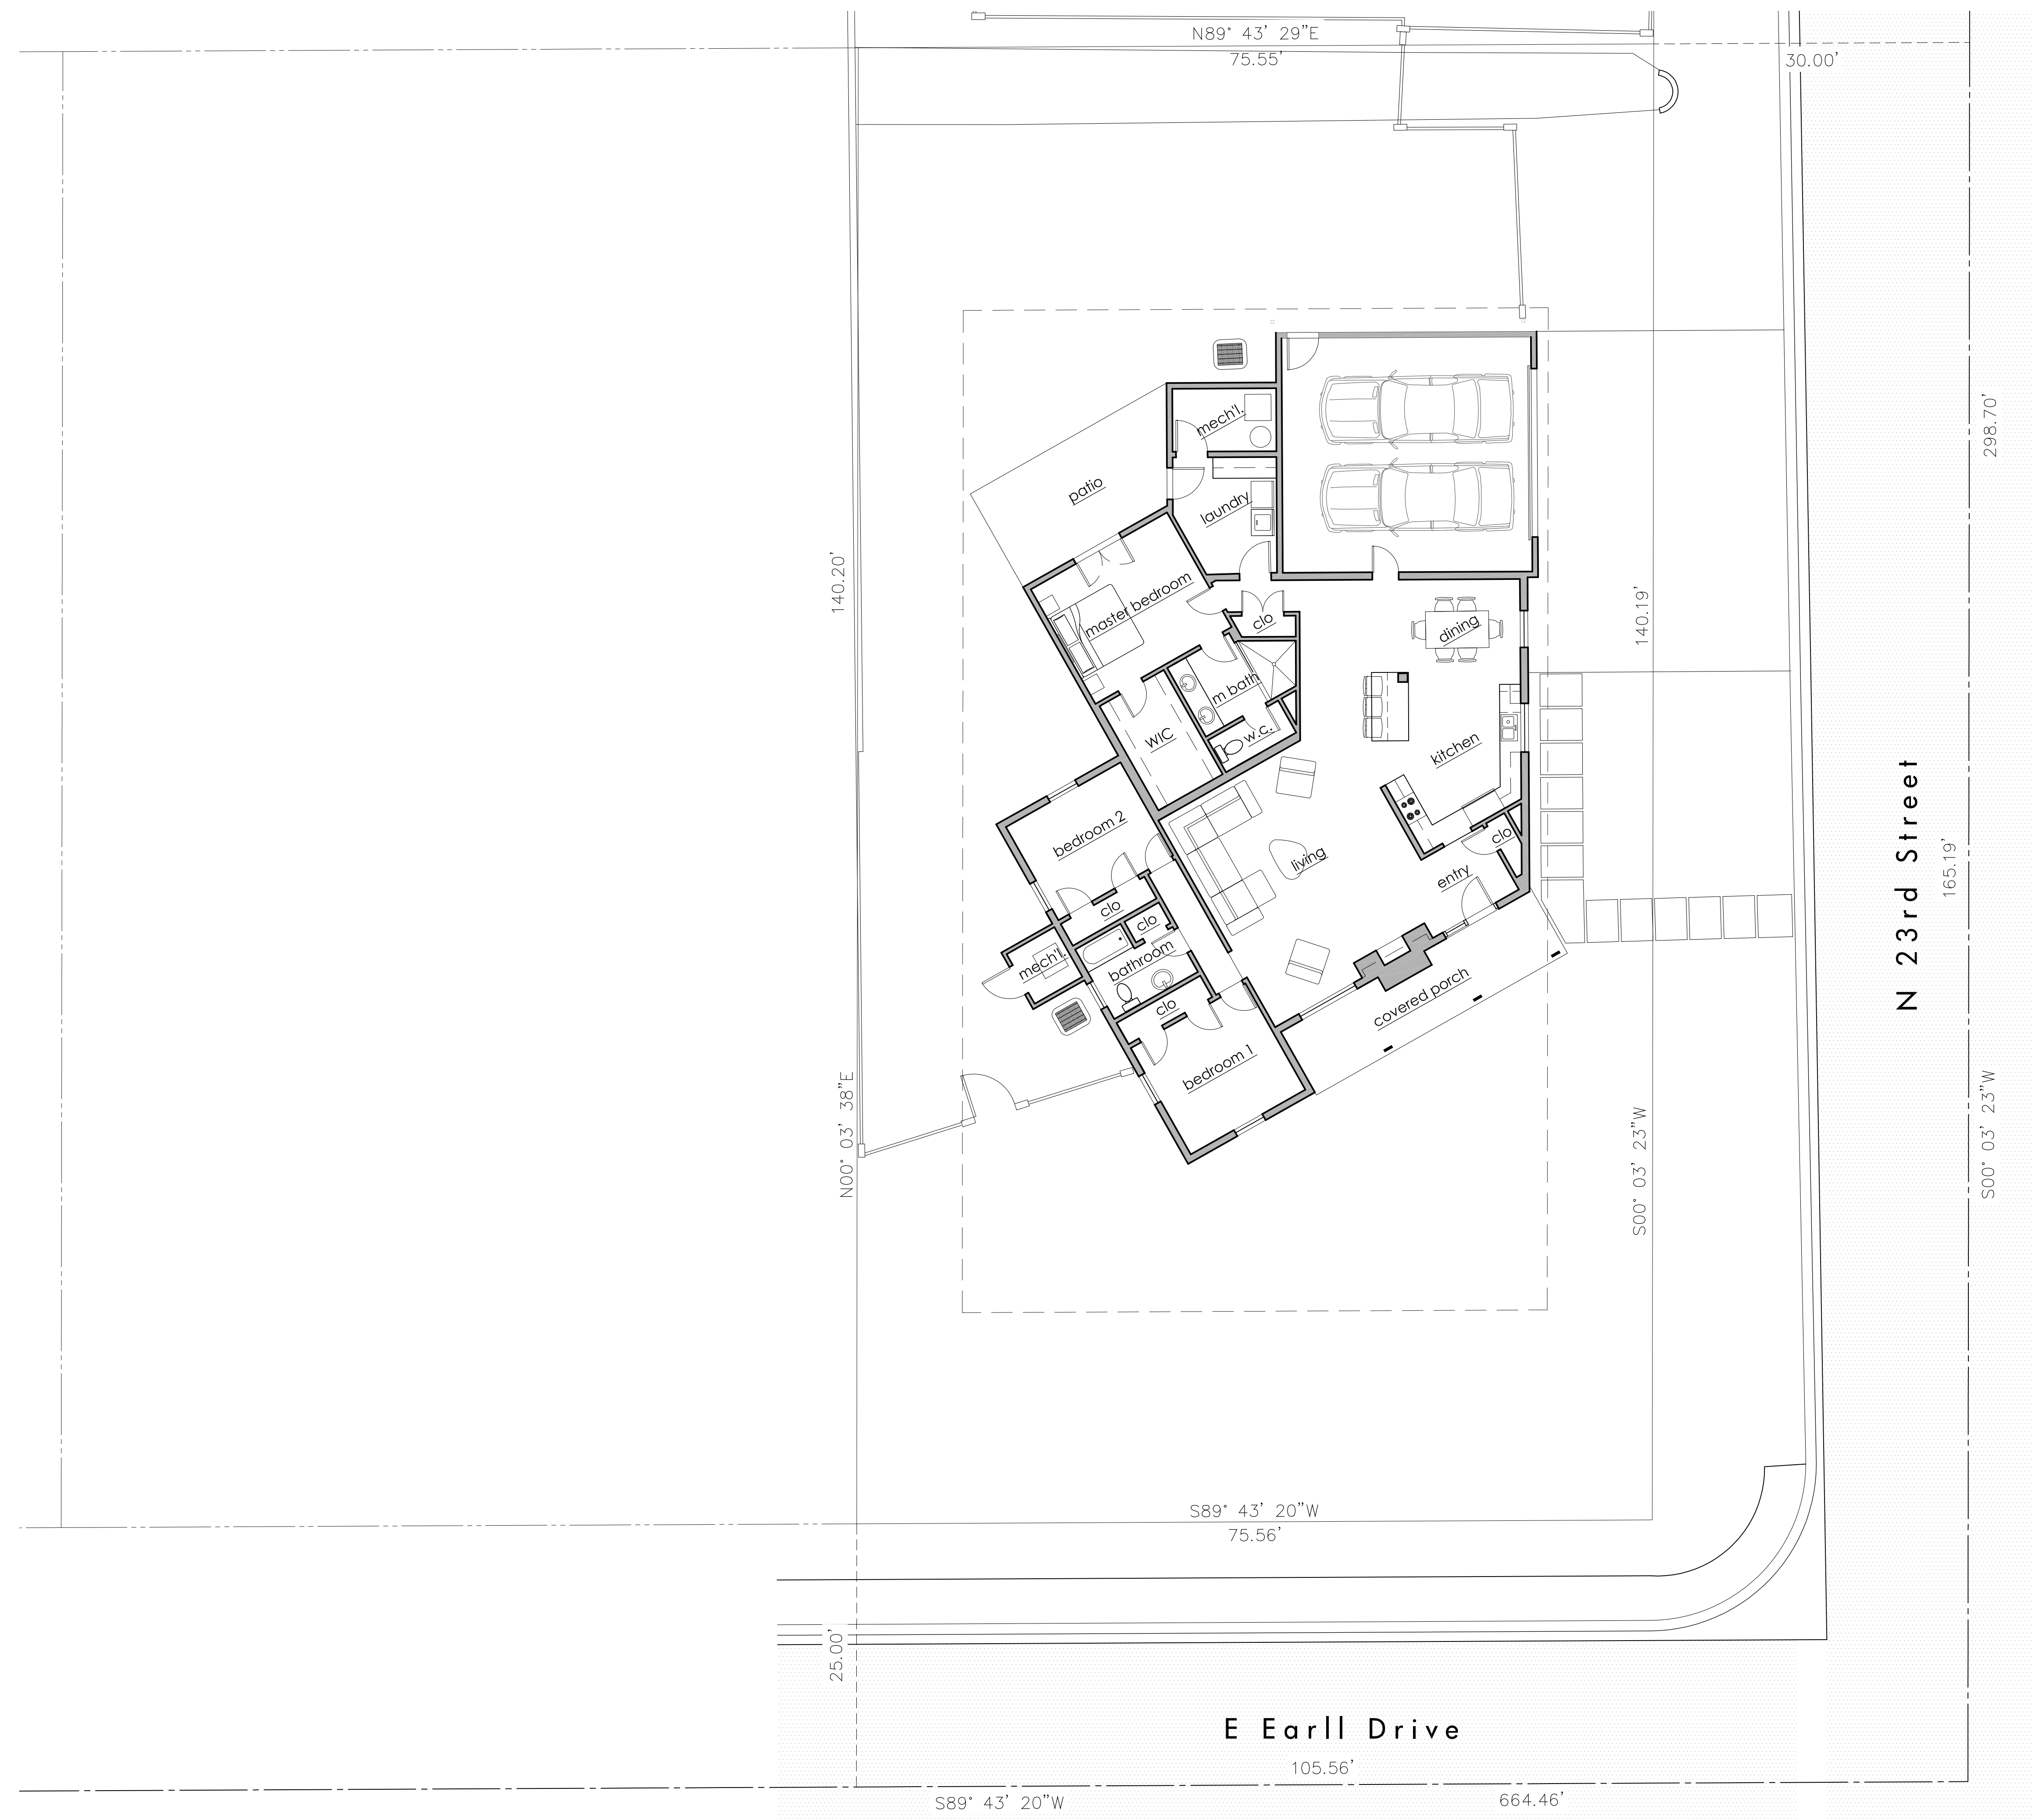 N89° 43' 29"E
75.55'
30.00'
298.70'
mech'l.
patio
laundry
140.20'
140.19'
master bedroom
clo
dining
m bath
WIC
w.c.
kitchen
bedroom 2
living
clo
entry
N 23rd Street
165.19'
clo
clo
bathroom
mech'l.
clo
covered porch
bedroom 1
N00° 03' 38"E
S00° 03' 23"W
S00° 03' 23"W
S89° 43' 20"W
75.56'
25.00'
E Earll Drive
105.56'
S89° 43' 20"W
664.46'